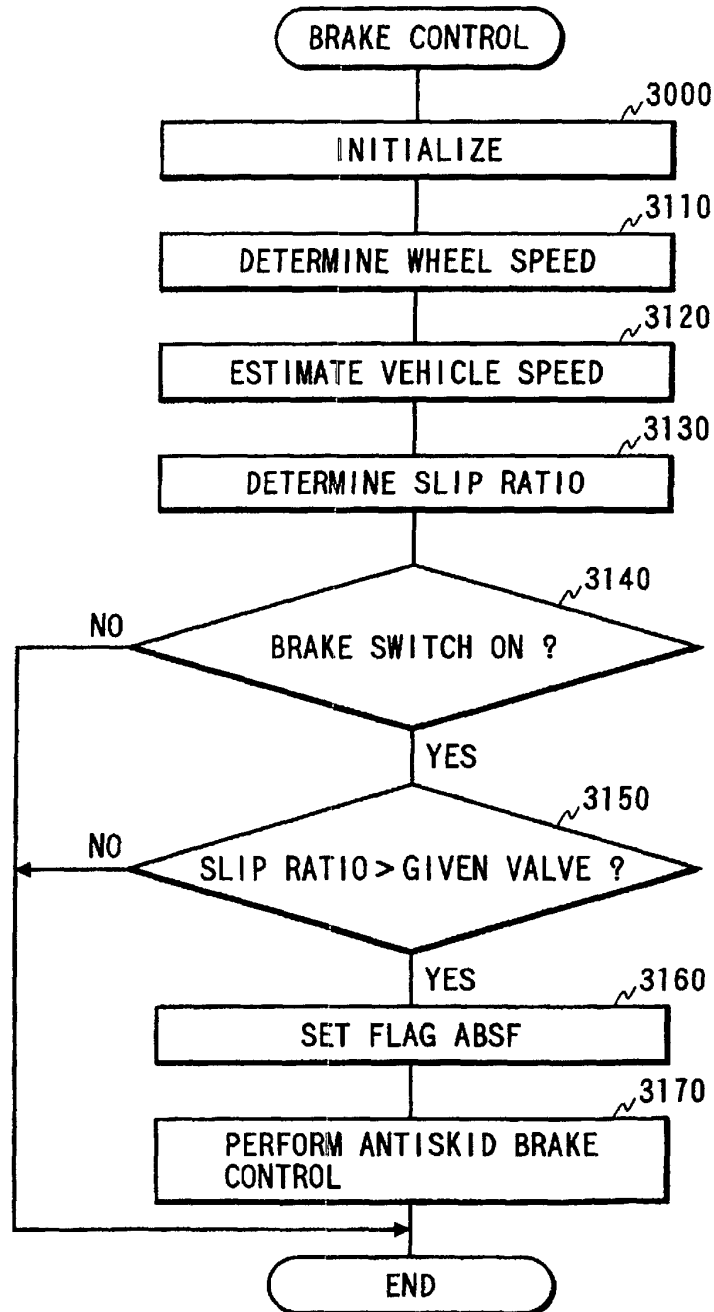 BRAKE CONTROL
3000
INITIALIZE
3110
DETERMINE WHEEL SPEED
3120
ESTIMATE VEHICLE SPEED
3130
DETERMINE SLIP RATIO
3140
NO
BRAKE SWITCH ON ?
YES
3150
NO
SLIP RATIO > GIVEN VALVE ?
YES
3160
SET FLAG ABSF
3170
PERFORM ANTISKID BRAKE
CONTROL
END